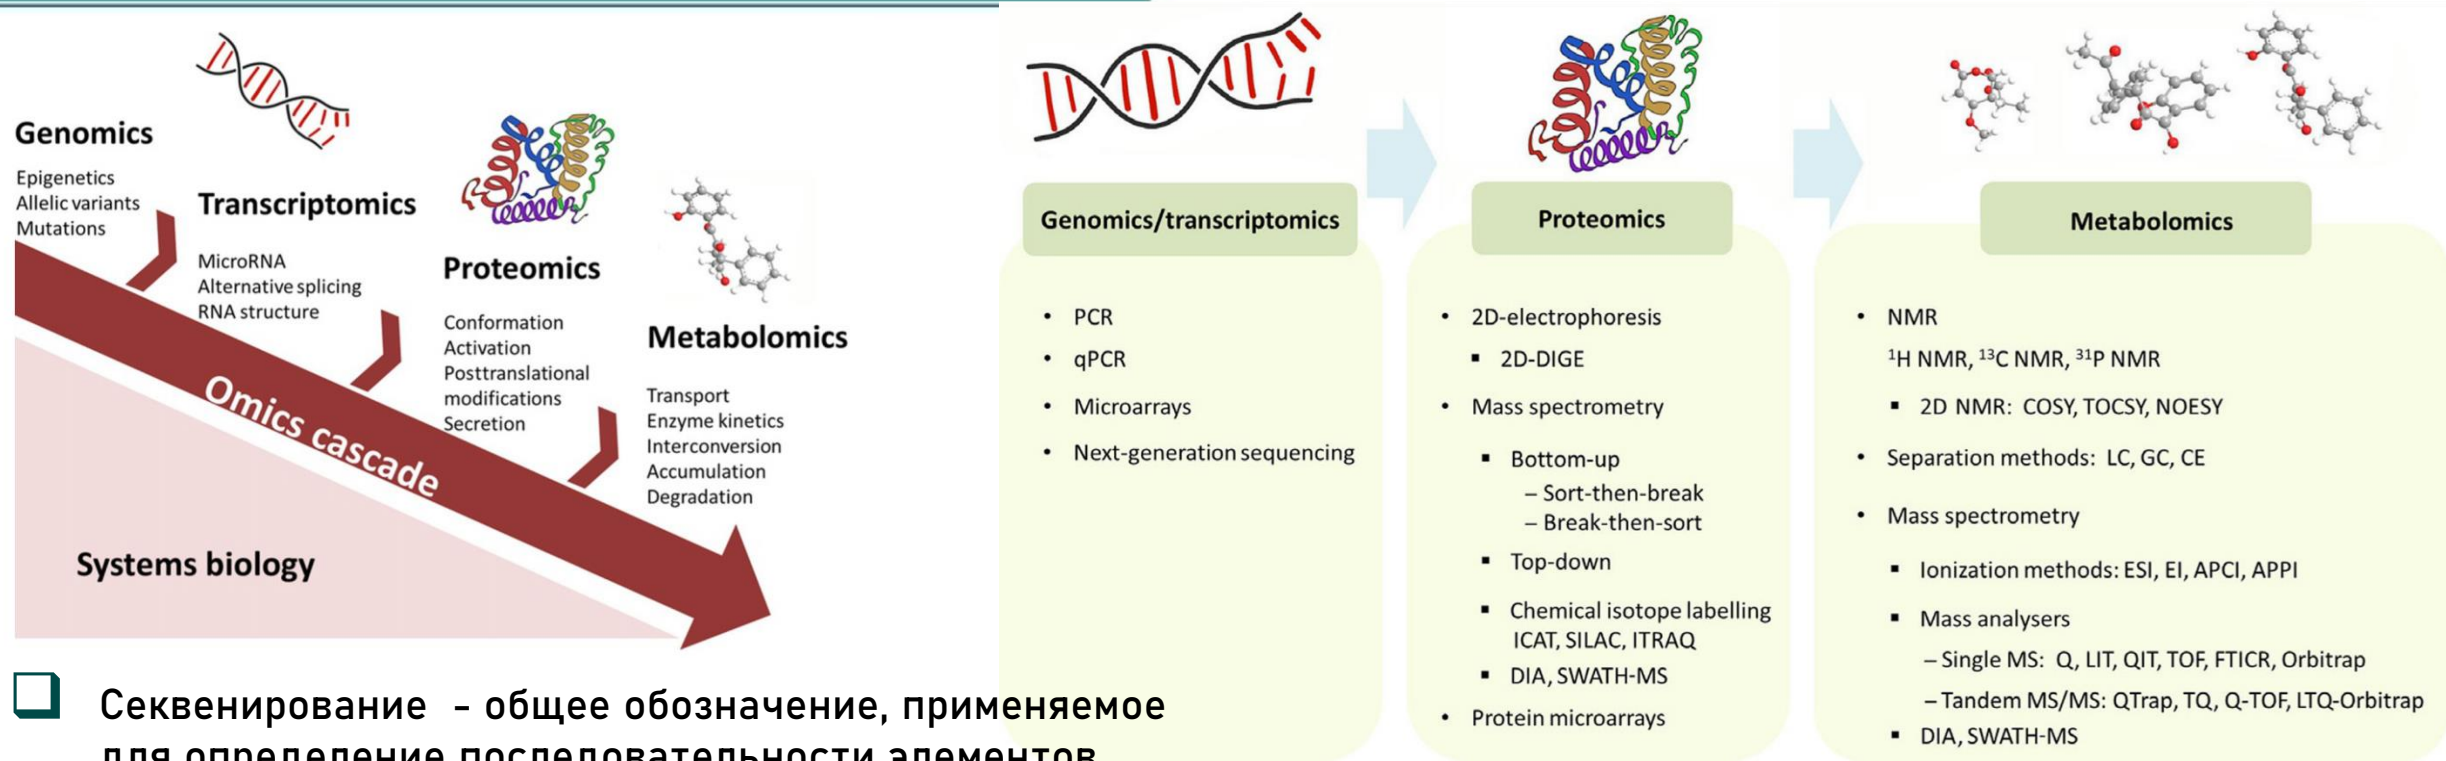 Genomics
Epigenetics
Allelic variants
Mutations
Transcriptomics
MicroRNA
Alternative splicing
RNA structure
Proteomics
Conformation
Activation
Posttranslational
modifications
Secretion
Metabolomics
Transport
Enzyme kinetics
Interconversion
Accumulation
Degradation
Omics cascade
Systems biology
Genomics/transcriptomics
• PCR
• qPCR
• Microarrays
• Next-generation sequencing
Proteomics
• 2D-electrophoresis
▪ 2D-DIGE
• Mass spectrometry
▪ Bottom-up
– Sort-then-break
– Break-then-sort
▪ Top-down
▪ Chemical isotope labelling
ICAT, SILAC, ITRAQ
▪ DIA, SWATH-MS
• Protein microarrays
Metabolomics
• NMR
¹H NMR, ¹³C NMR, ³¹P NMR
▪ 2D NMR: COSY, TOCSY, NOESY
• Separation methods: LC, GC, CE
• Mass spectrometry
▪ Ionization methods: ESI, EI, APCI, APPI
▪ Mass analysers
– Single MS: Q, LIT, QIT, TOF, FTICR, Orbitrap
– Tandem MS/MS: QTrap, TQ, Q-TOF, LTQ-Orbitrap
▪ DIA, SWATH-MS
Секвенирование - общее обозначение, применяемое
для определение последовательности элементов